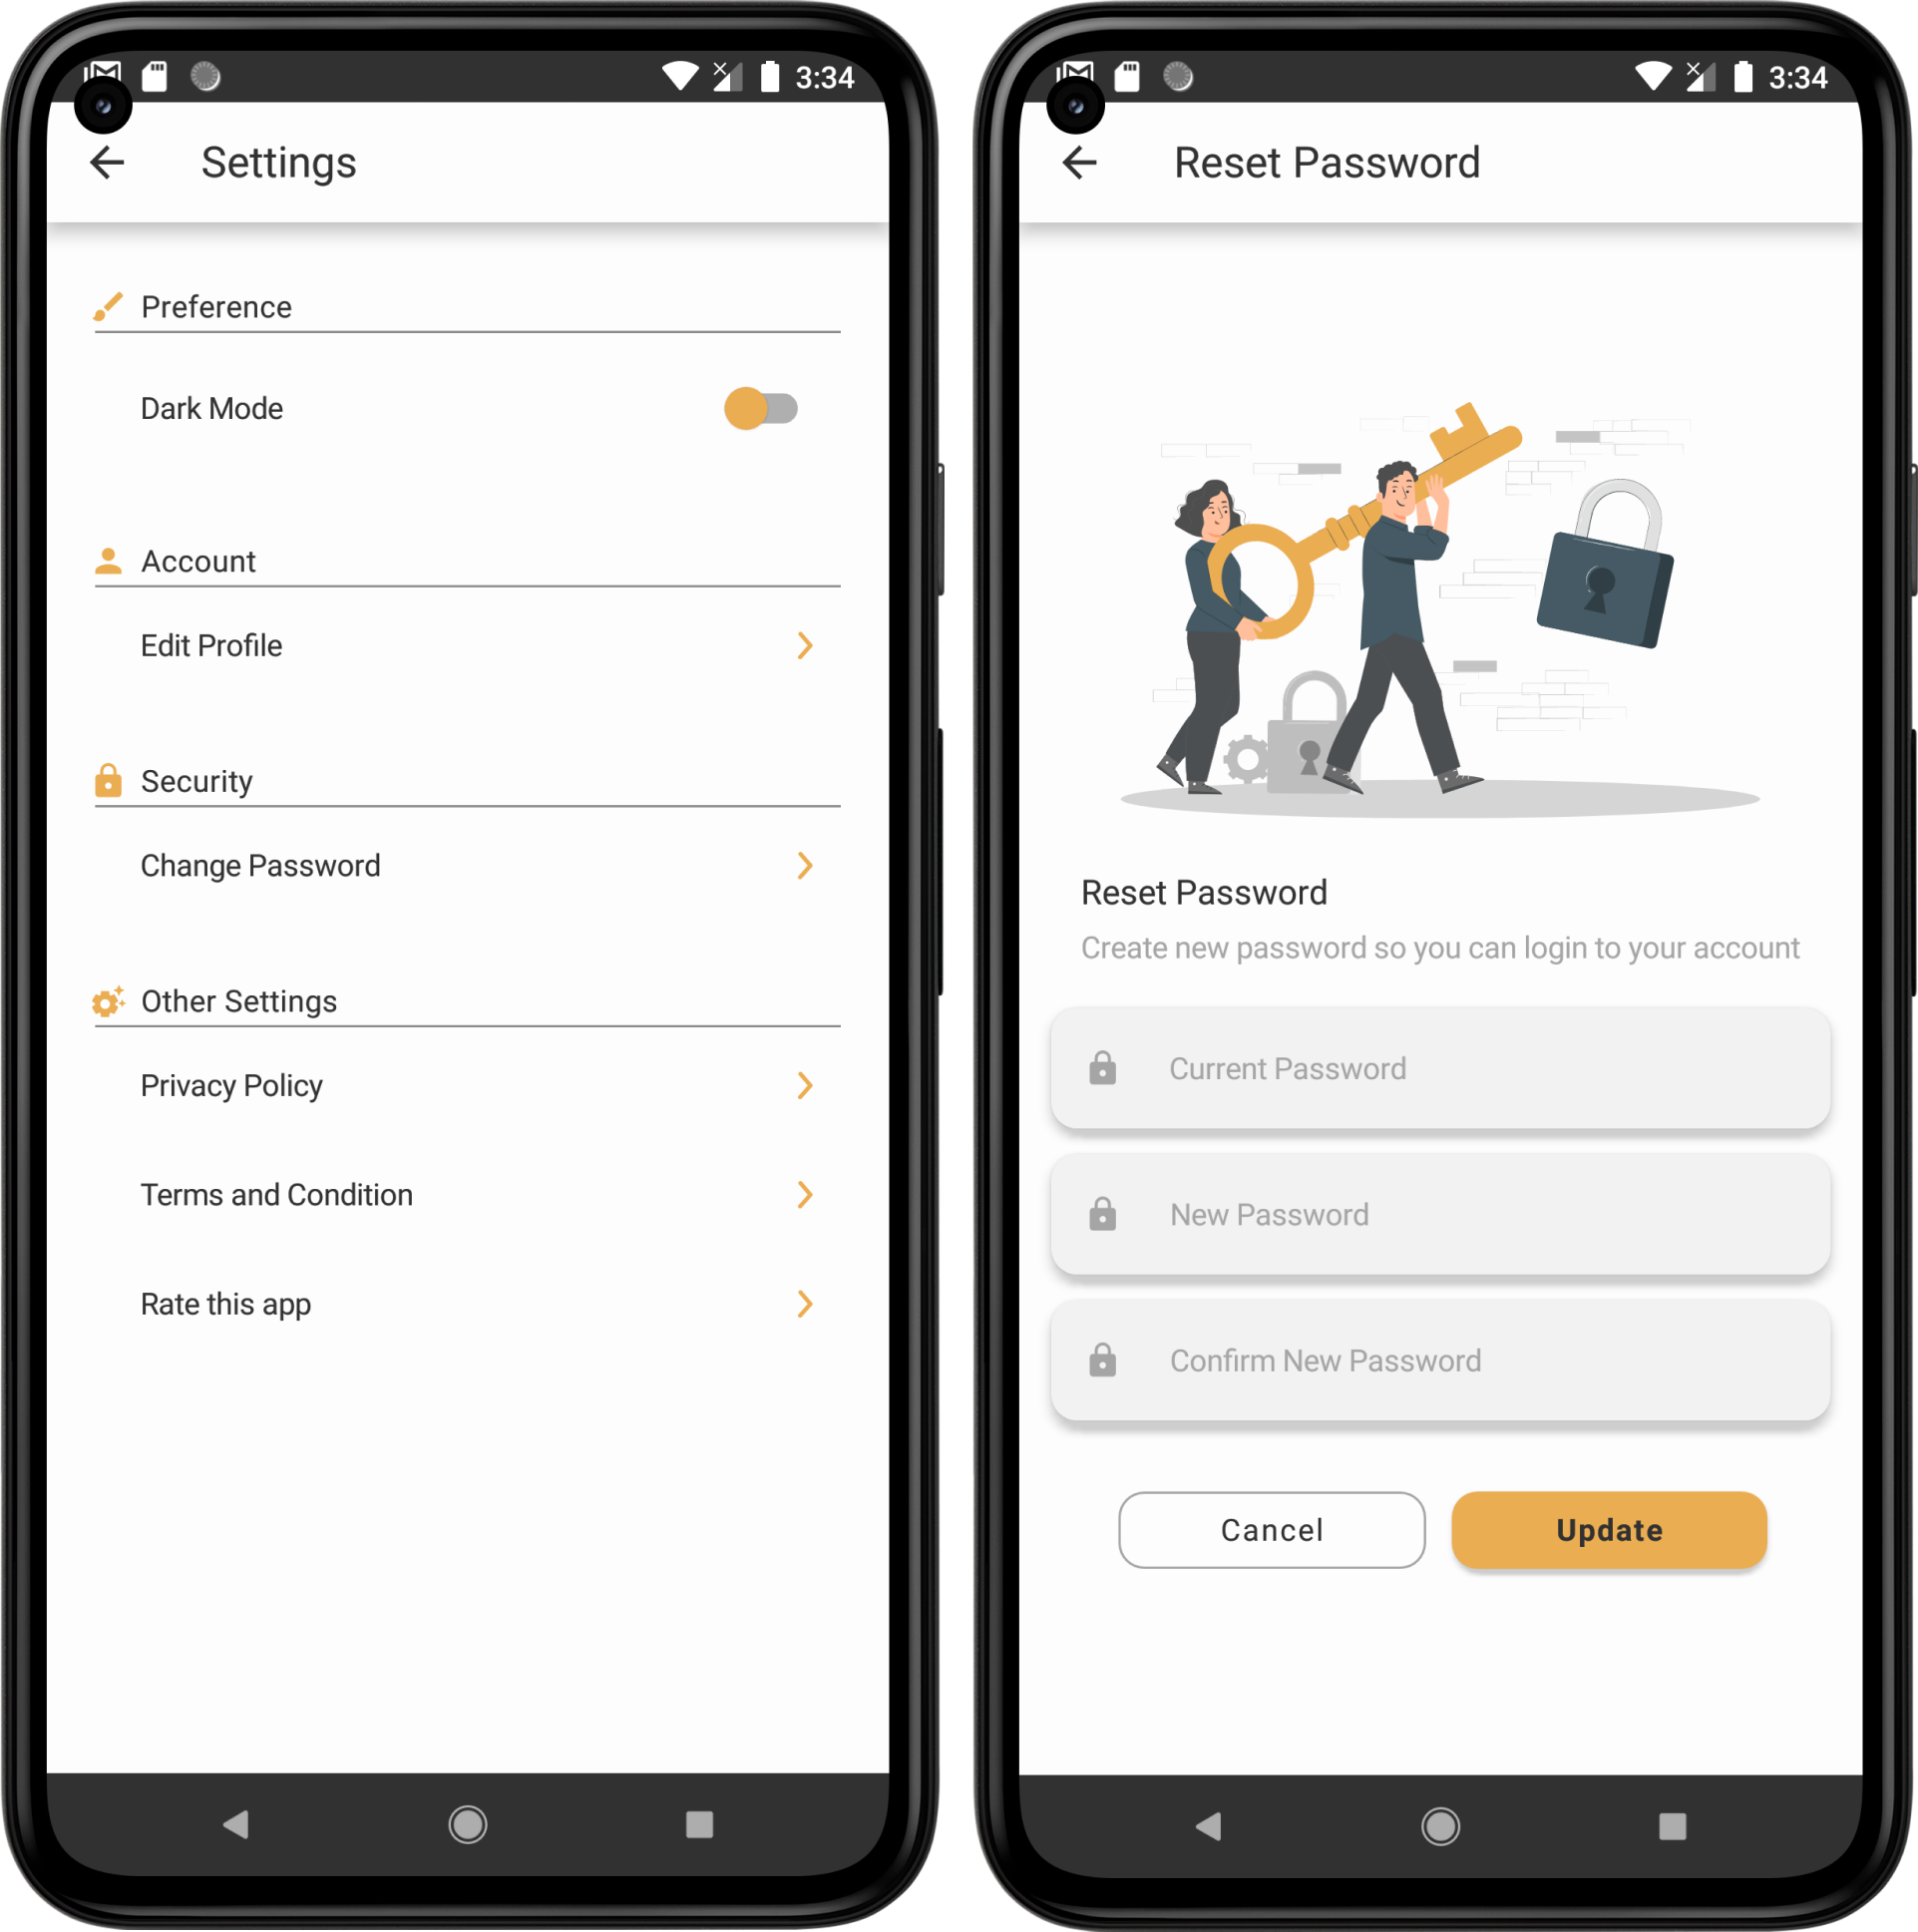 3:34
Settings
Preference
Dark Mode
Account
Edit Profile
Security
Change Password
Other Settings
Privacy Policy
Terms and Condition
Rate this app
3:34
Reset Password
Reset Password
Create new password so you can login to your account
Current Password
New Password
Confirm New Password
Cancel
Update